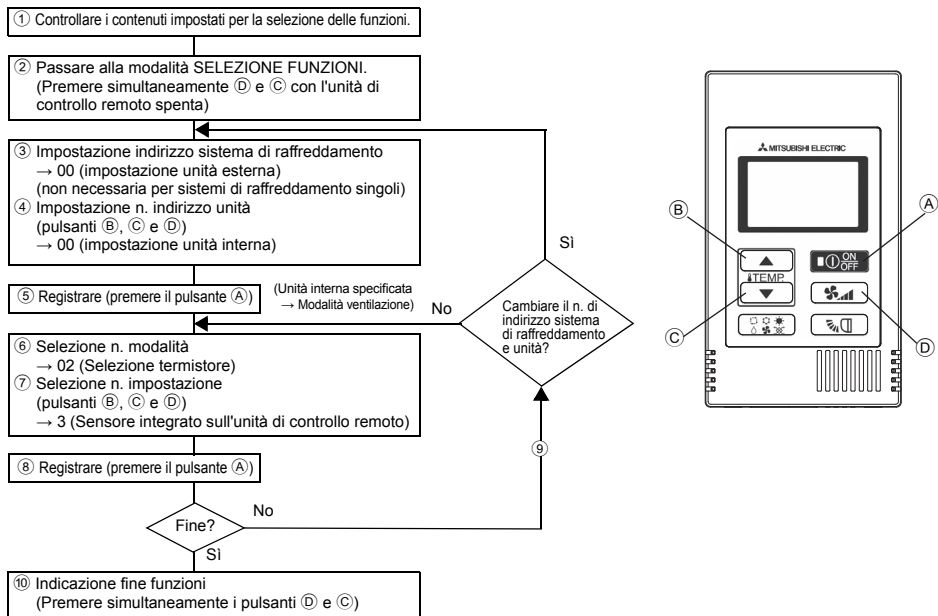 ① Controllare i contenuti impostati per la selezione delle funzioni.
② Passare alla modalità SELEZIONE FUNZIONI.
(Premere simultaneamente Ⓓ e Ⓒ con l'unità di
controllo remoto spenta)
③ Impostazione indirizzo sistema di raffreddamento
→ 00 (impostazione unità esterna)
(non necessaria per sistemi di raffreddamento singoli)
④ Impostazione n. indirizzo unità
(pulsanti Ⓑ, Ⓒ e Ⓓ)
→ 00 (impostazione unità interna)
⑤ Registrare (premere il pulsante Ⓐ)
(Unità interna specificata
→ Modalità ventilazione)
No
Sì
Cambiare il n. di
indirizzo sistema
di raffreddamento
e unità?
⑥ Selezione n. modalità
→ 02 (Selezione termistore)
⑦ Selezione n. impostazione
(pulsanti Ⓑ, Ⓒ e Ⓓ)
→ 3 (Sensore integrato sull'unità di controllo remoto)
⑧ Registrare (premere il pulsante Ⓐ)
⑨
Fine?
No
Sì
⑩ Indicazione fine funzioni
(Premere simultaneamente i pulsanti Ⓓ e Ⓒ)
MITSUBISHI ELECTRIC
Ⓑ
Ⓐ
ON
OFF
TEMP.
Ⓒ
Ⓓ